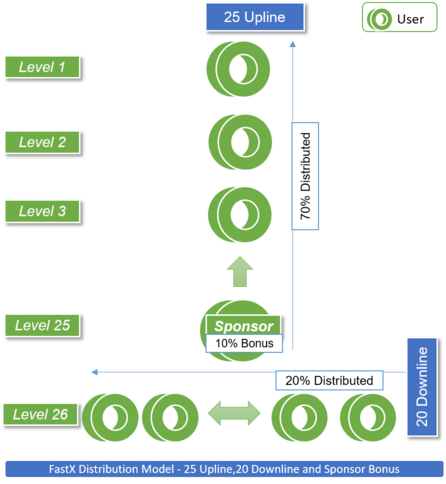 25 Upline
User
Level 1
Level 2
Level 3
70% Distributed
Level 25
Sponsor
10% Bonus
20% Distributed
20 Downline
Level 26
FastX Distribution Model - 25 Upline,20 Downline and Sponsor Bonus